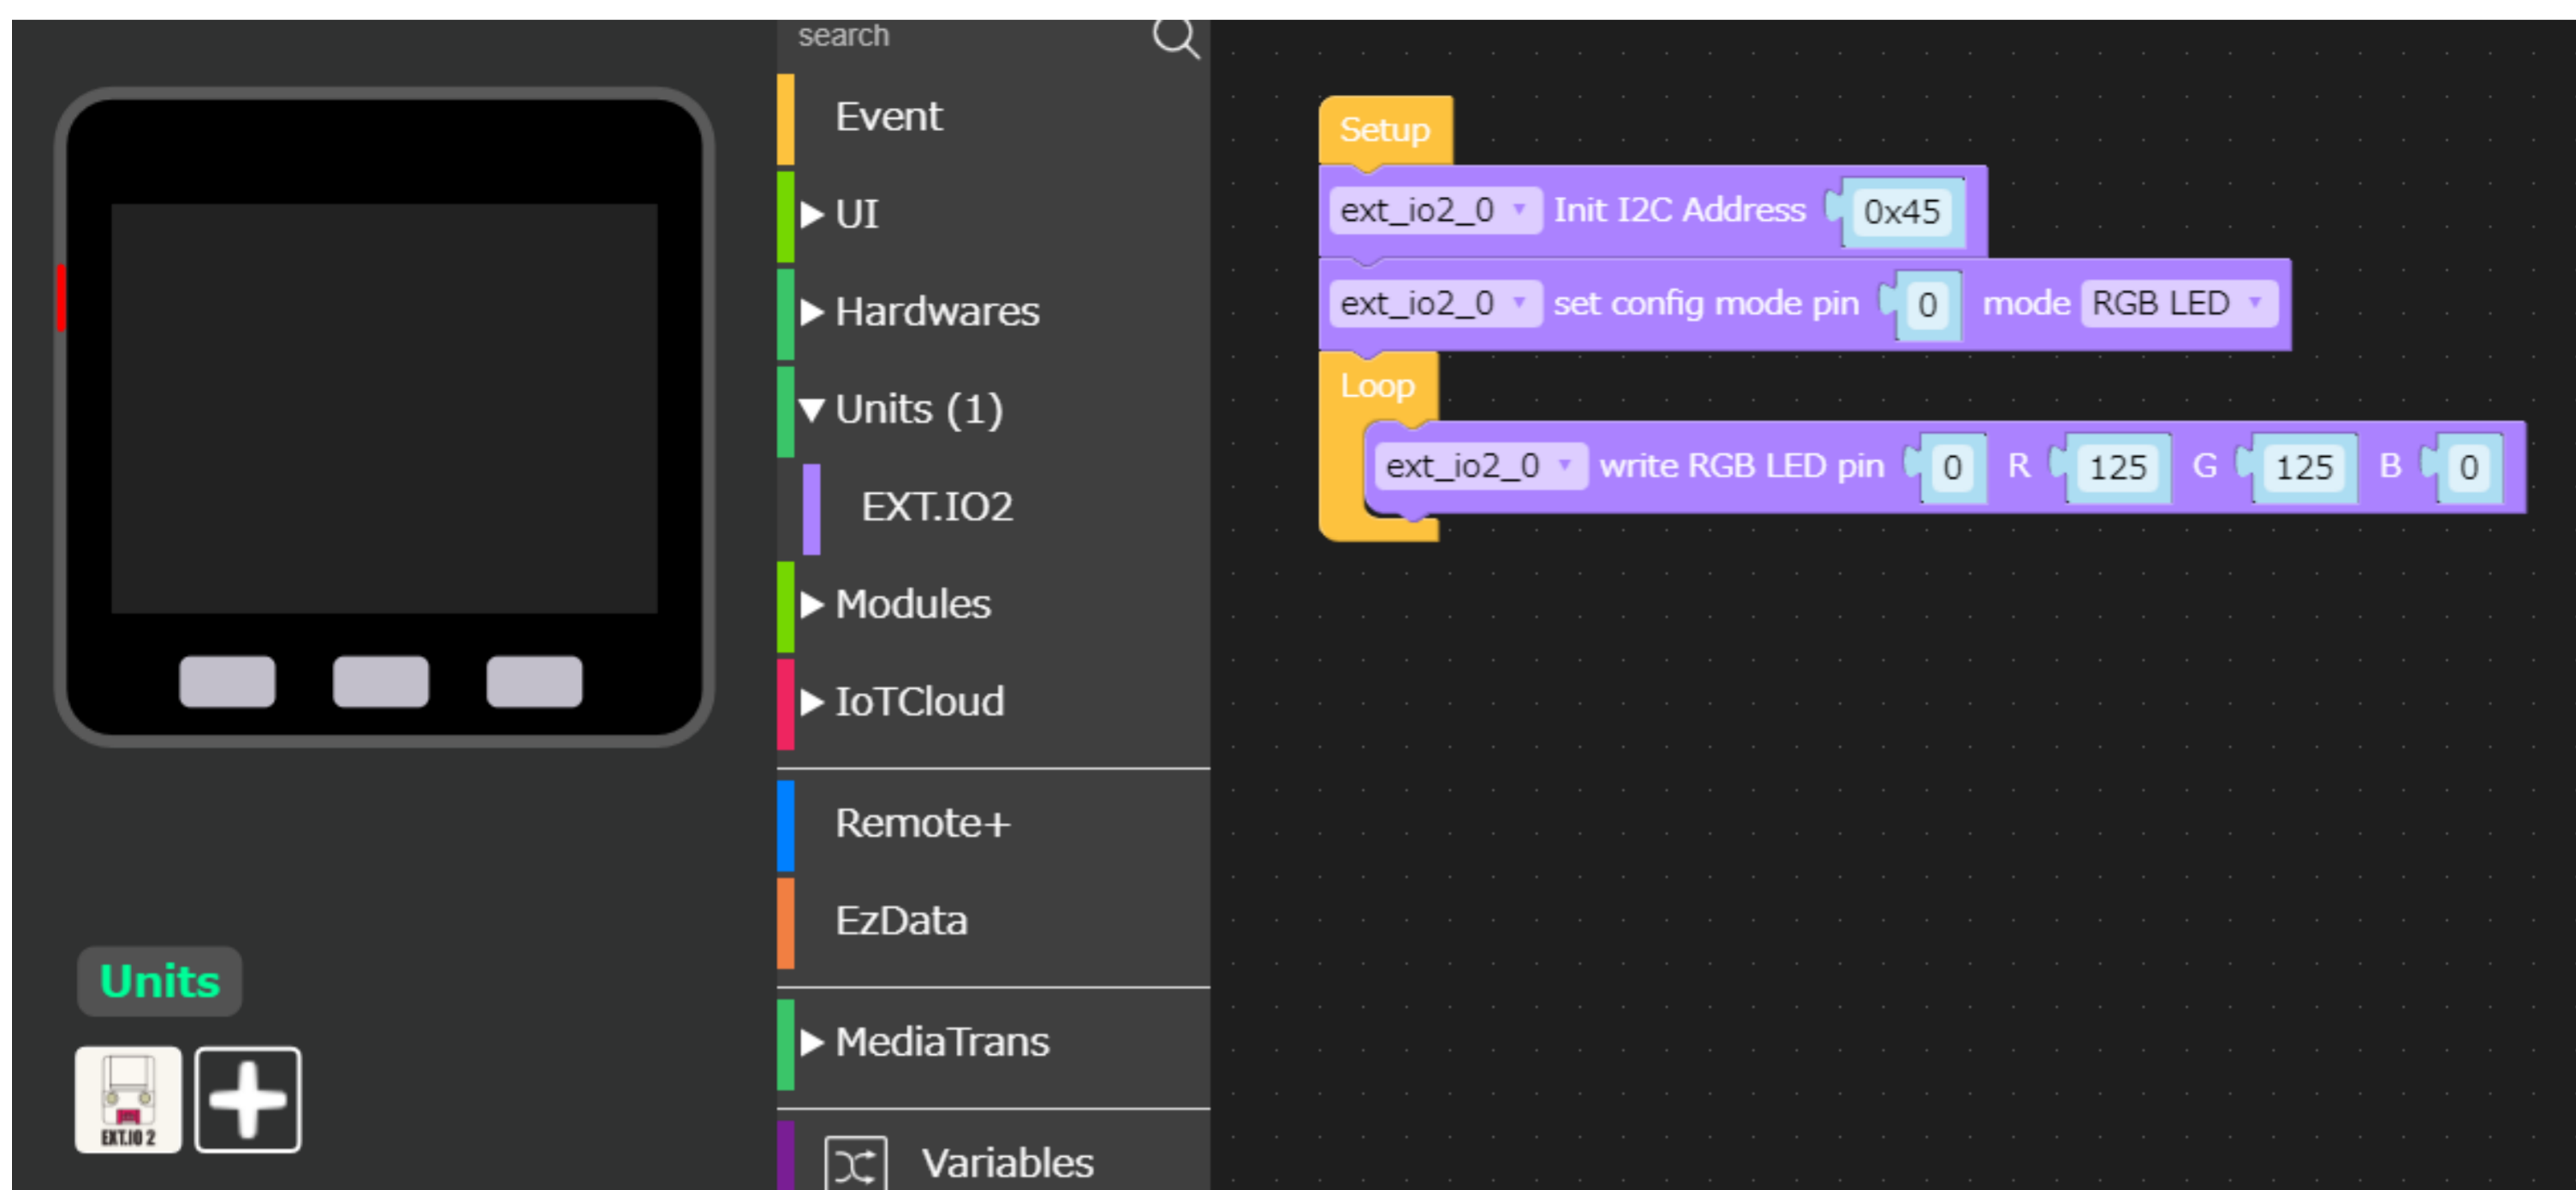 search
Event
UI
Hardwares
Units (1)
EXT.IO2
Modules
IoTCloud
Remote+
EzData
MediaTrans
Variables
Units
EXT.IO 2
Setup
ext_io2_0 Init I2C Address 0x45
ext_io2_0 set config mode pin 0 mode RGB LED
Loop
ext_io2_0 write RGB LED pin 0 R 125 G 125 B 0